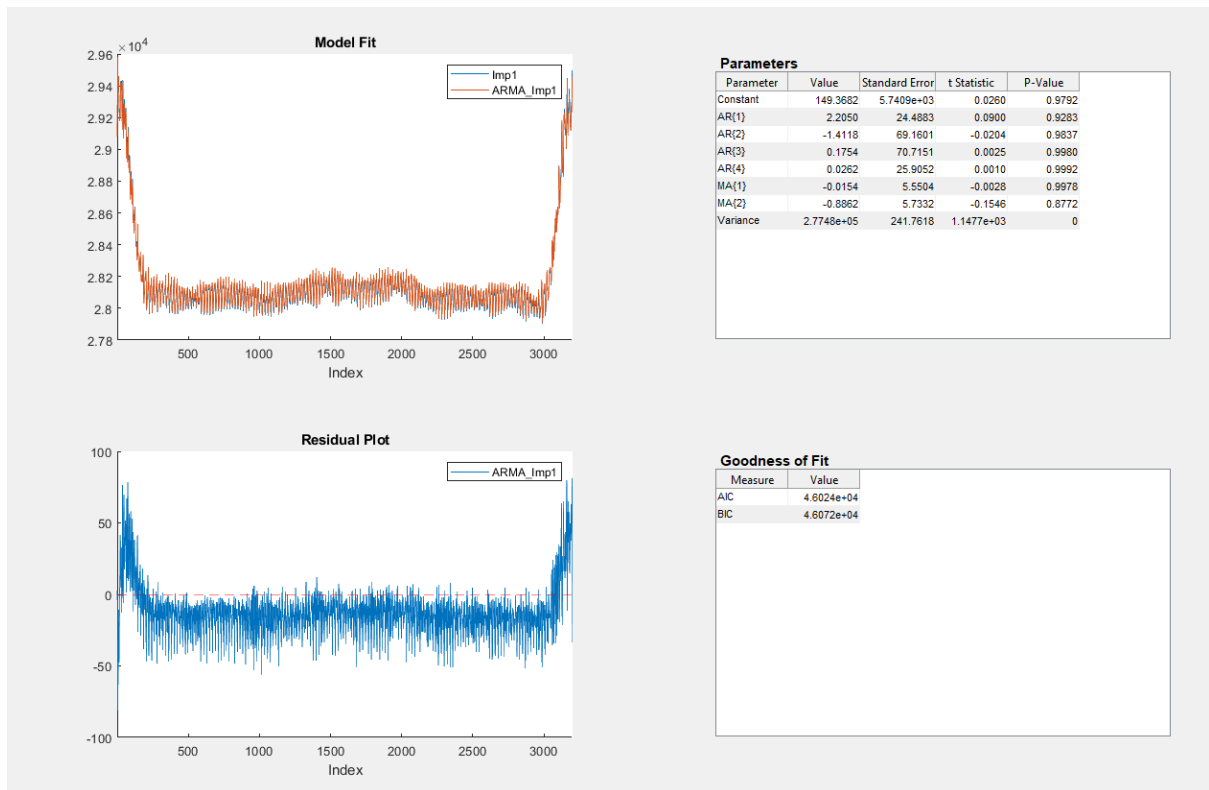 Model Fit
×10^4
2.96
2.94
2.92
2.9
2.88
2.86
2.84
2.82
2.8
2.78
500 1000 1500 2000 2500 3000
Index
Imp1
ARMA_Imp1
Parameters
Parameter Value Standard Error t Statistic P-Value
Constant 149.3682 5.7409e+03 0.0260 0.9792
AR{1} 2.2050 24.4883 0.0900 0.9283
AR{2} -1.4118 69.1601 -0.0204 0.9837
AR{3} 0.1754 70.7151 0.0025 0.9980
AR{4} 0.0262 25.9052 0.0010 0.9992
MA{1} -0.0154 5.5504 -0.0028 0.9978
MA{2} -0.8862 5.7332 -0.1546 0.8772
Variance 2.7748e+05 241.7618 1.1477e+03 0
Residual Plot
100
50
0
-50
-100
500 1000 1500 2000 2500 3000
Index
ARMA_Imp1
Goodness of Fit
Measure Value
AIC 4.6024e+04
BIC 4.6072e+04